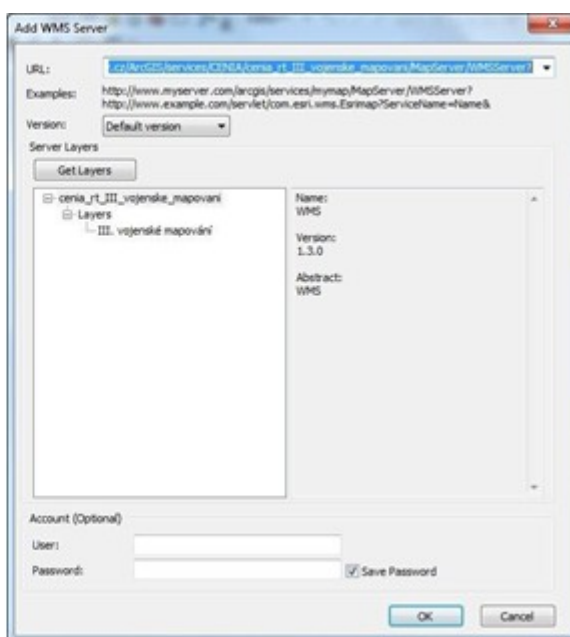 Add WMS Server
URL: .cz/ArcGIS/services/CENIA/cenia_rt_III_vojenske_mapovani/MapServer/WMSServer?
Examples: http://www.myserver.com/arcgis/services/mymap/MapServer/WMSServer?
http://www.example.com/servlet/com.esri.wms.Esrimap?ServiceName=Name&
Version: Default version
Server Layers
Get Layers
cenia_rt_III_vojenske_mapovani
Layers
III. vojenské mapování
Name:
WMS
Version:
1.3.0
Abstract:
WMS
Account (Optional)
User:
Password:
Save Password
OK Cancel